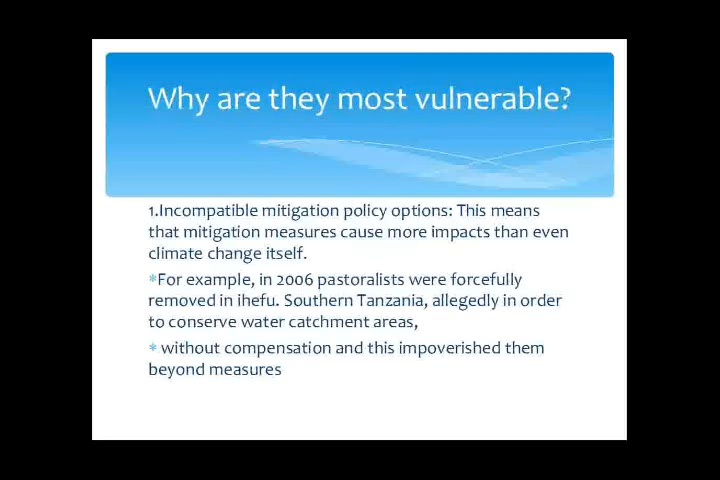 Why are they most vulnerable?
1.Incompatible mitigation policy options: This means
that mitigation measures cause more impacts than even
climate change itself.
*For example, in 2006 pastoralists were forcefully
removed in ihefu. Southern Tanzania, allegedly in order
to conserve water catchment areas,
* without compensation and this impoverished them
beyond measures